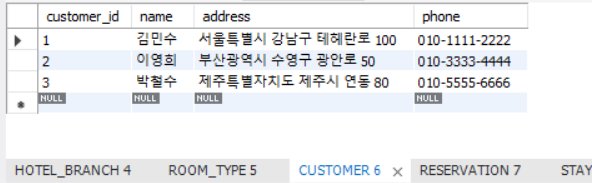 customer_id name address phone
1 김민수 서울특별시 강남구 테헤란로 100 010-1111-2222
2 이영희 부산광역시 수영구 광안로 50 010-3333-4444
3 박철수 제주특별자치도 제주시 연동 80 010-5555-6666
NULL NULL NULL NULL
HOTEL_BRANCH 4 ROOM_TYPE 5 CUSTOMER 6 RESERVATION 7 STAY